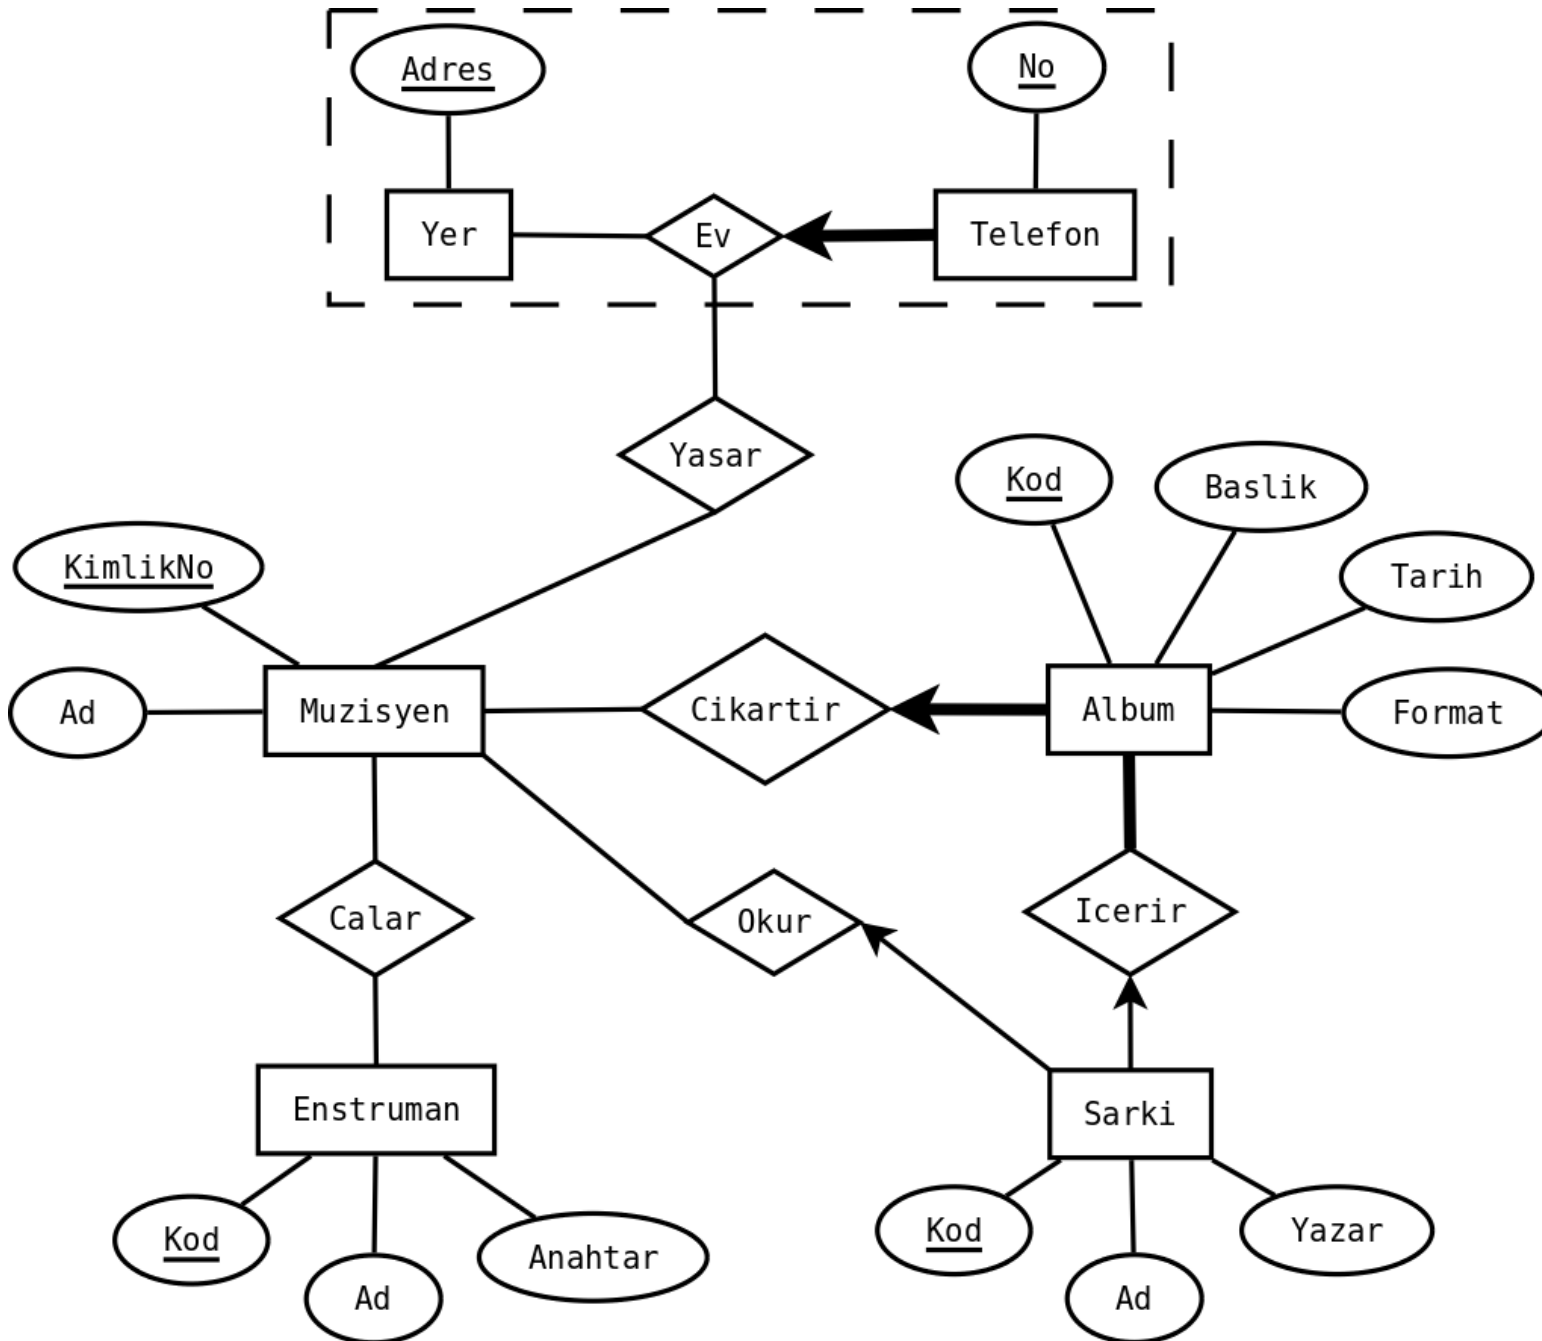 Adres
No
Yer
Ev
Telefon
Yasar
Kod
Baslik
Tarih
KimlikNo
Ad
Muzisyen
Cikartir
Album
Format
Calar
Okur
Icerir
Enstruman
Sarki
Kod
Ad
Anahtar
Kod
Ad
Yazar